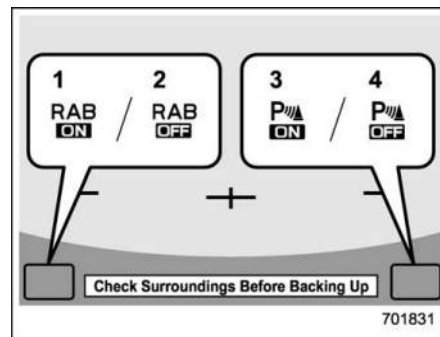 1 2
RAB / RAB
ON OFF
3 4
P / P
ON OFF
Check Surroundings Before Backing Up
701831